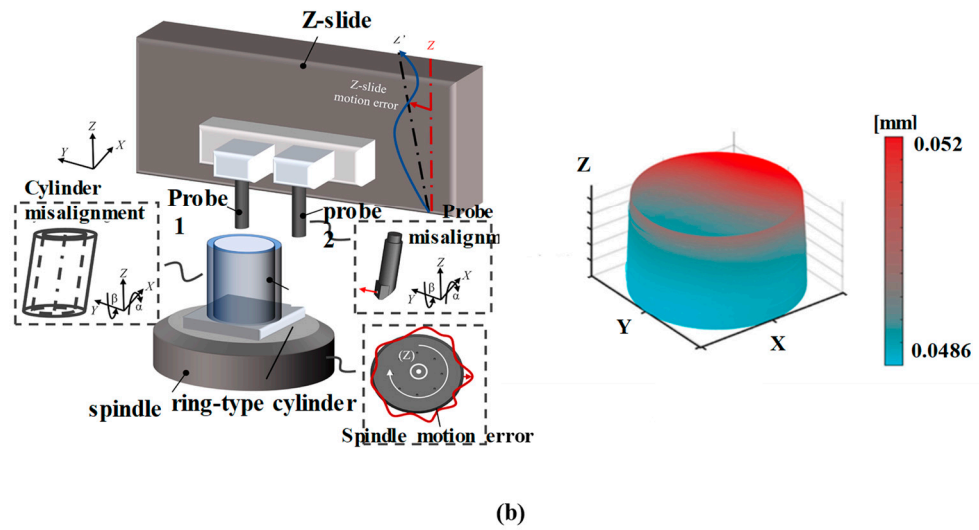 Z-slide
Z'
Z
Z-slide
motion error
Z
Y
X
Cylinder
misalignment
Probe
1
probe
2
Probe
misalignm
Z
X
Y
β
α
Z
X
Y
β
α
(Z)
spindle
ring-type cylinder
Spindle motion error
[mm]
0.052
Z
Y
X
0.0486
(b)